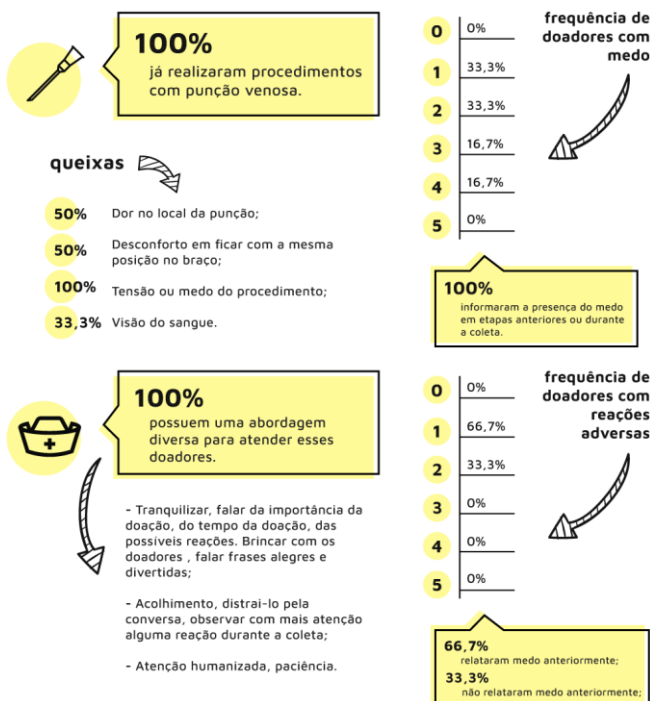 100%
já realizaram procedimentos
com punção venosa.
queixas
50% Dor no local da punção;
50% Desconforto em ficar com a mesma
posição no braço;
100% Tensão ou medo do procedimento;
33,3% Visão do sangue.
frequência de
doadores com
medo
0 0%
1 33,3%
2 33,3%
3 16,7%
4 16,7%
5 0%
100%
informaram a presença do medo
em etapas anteriores ou durante
a coleta.
100%
possuem uma abordagem
diversa para atender esses
doadores.
- Tranquilizar, falar da importância da
doação, do tempo da doação, das
possíveis reações. Brincar com os
doadores , falar frases alegres e
divertidas;
- Acolhimento, distrai-lo pela
conversa, observar com mais atenção
alguma reação durante a coleta;
- Atenção humanizada, paciência.
frequência de
doadores com
reações
adversas
0 0%
1 66,7%
2 33,3%
3 0%
4 0%
5 0%
66,7%
relataram medo anteriormente;
33,3%
não relataram medo anteriormente;